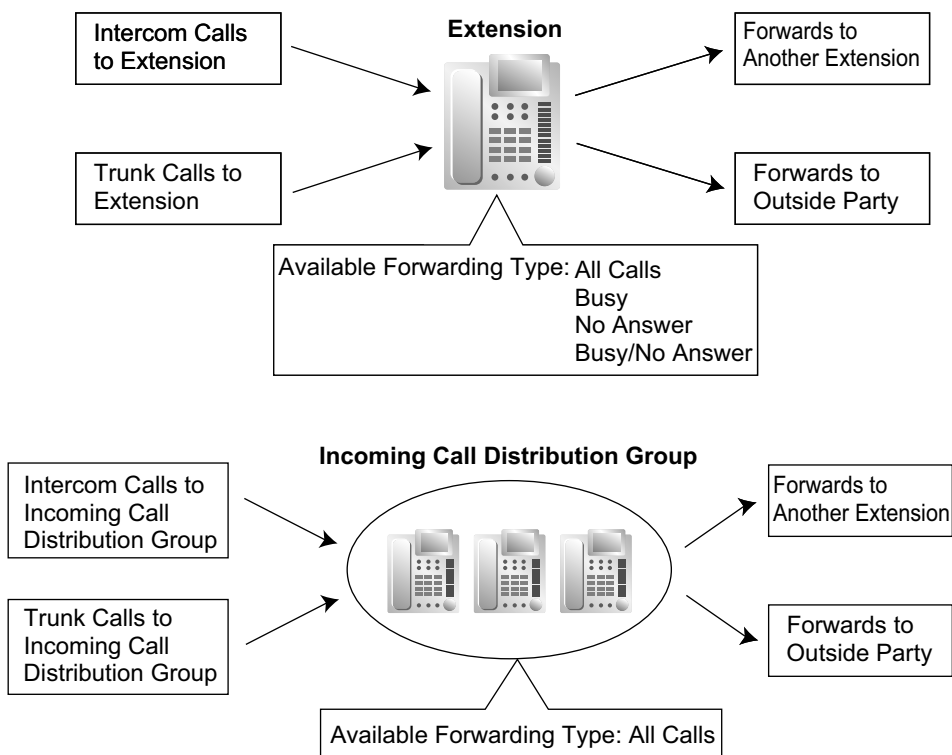 Intercom Calls
to Extension
Extension
Forwards to
Another Extension
Trunk Calls to
Extension
Forwards to
Outside Party
Available Forwarding Type: All Calls
Busy
No Answer
Busy/No Answer
Incoming Call Distribution Group
Intercom Calls to
Incoming Call
Distribution Group
Forwards to
Another Extension
Trunk Calls to
Incoming Call
Distribution Group
Forwards to
Outside Party
Available Forwarding Type: All Calls